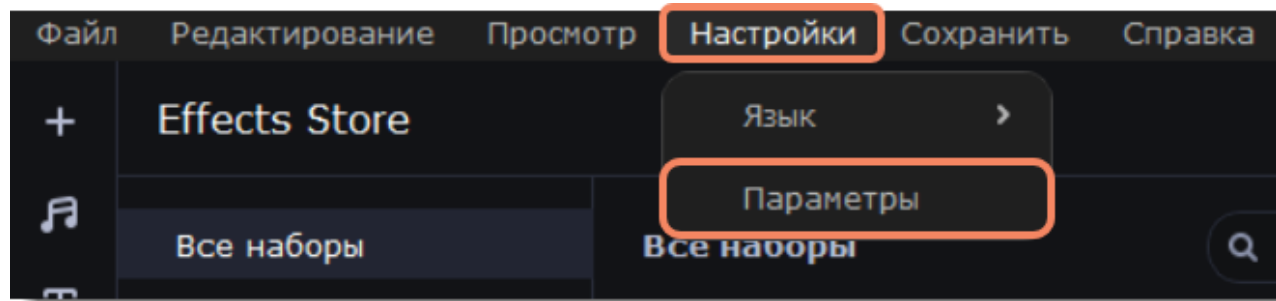 Файл Редактирование Просмотр Настройки Сохранить Справка
Effects Store
Язык
Параметры
Все наборы
Все наборы